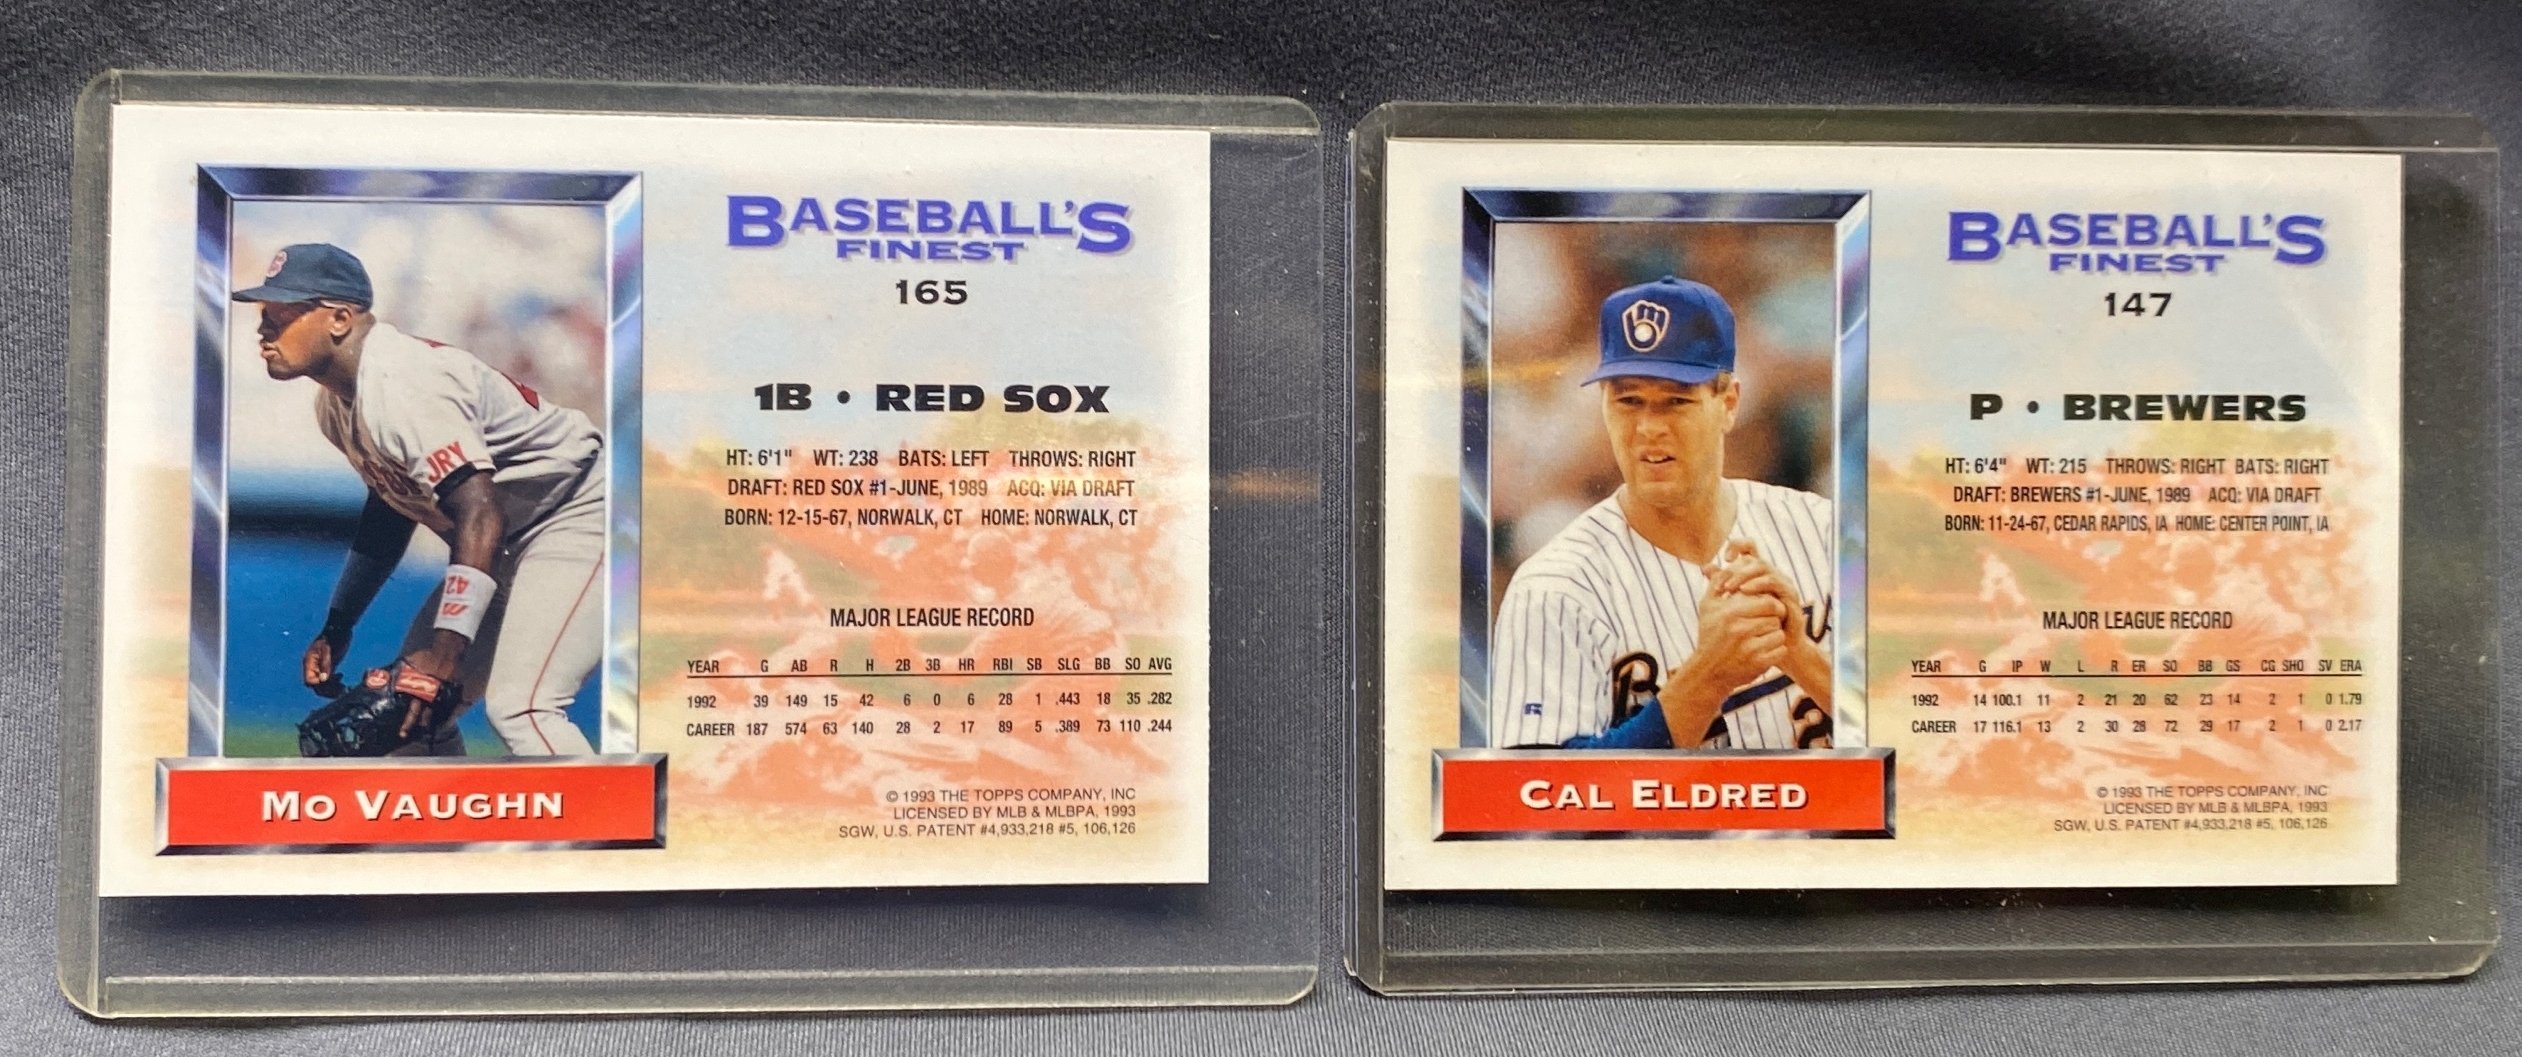 BASEBALL'S
FINEST
165
1B • RED SOX
HT: 6'1" WT: 238 BATS: LEFT THROWS: RIGHT
DRAFT: RED SOX #1-JUNE, 1989 ACQ: VIA DRAFT
BORN: 12-15-67, NORWALK, CT HOME: NORWALK, CT
MAJOR LEAGUE RECORD
YEAR G AB R H 2B 3B HR RBI SB SLG BB SO AVG
1992 39 149 15 42 6 0 6 28 1 .443 18 35 .282
CAREER 187 574 63 140 28 2 17 89 5 .389 73 110 .244
© 1993 THE TOPPS COMPANY, INC
LICENSED BY MLB & MLBPA, 1993
SGW, U.S. PATENT #4,933,218 #5, 106,126
JRY
42
MO VAUGHN
BASEBALL'S
FINEST
147
P • BREWERS
HT: 6'4" WT: 215 THROWS: RIGHT BATS: RIGHT
DRAFT: BREWERS #1-JUNE, 1989 ACQ: VIA DRAFT
BORN: 11-24-67, CEDAR RAPIDS, IA HOME: CENTER POINT, IA
MAJOR LEAGUE RECORD
YEAR G IP W L R ER SO BB GS CG SHO SV ERA
1992 14 100.1 11 2 21 20 62 23 14 2 1 0 1.79
CAREER 17 116.1 13 2 30 28 72 29 17 2 1 0 2.17
© 1993 THE TOPPS COMPANY, INC
LICENSED BY MLB & MLBPA, 1993
SGW, U.S. PATENT #4,933,218 #5, 106,126
CAL ELDRED